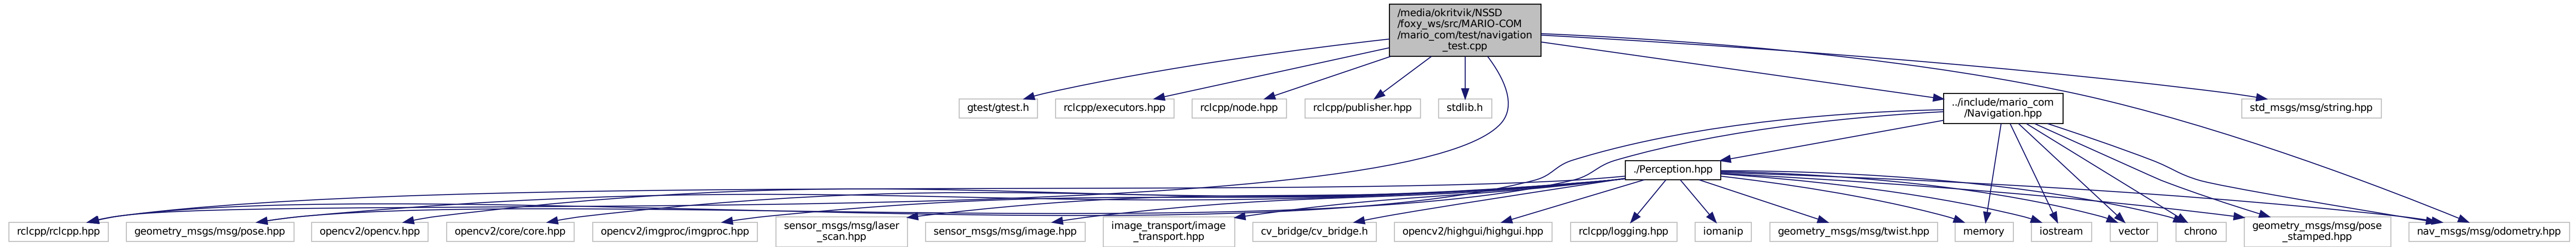 /media/okritvik/NSSD
/foxy_ws/src/MARIO-COM
/mario_com/test/navigation
_test.cpp
gtest/gtest.h
rclcpp/executors.hpp
rclcpp/node.hpp
rclcpp/publisher.hpp
stdlib.h
../include/mario_com
/Navigation.hpp
std_msgs/msg/string.hpp
./Perception.hpp
rclcpp/rclcpp.hpp
geometry_msgs/msg/pose.hpp
opencv2/opencv.hpp
opencv2/core/core.hpp
opencv2/imgproc/imgproc.hpp
sensor_msgs/msg/laser
_scan.hpp
sensor_msgs/msg/image.hpp
image_transport/image
_transport.hpp
cv_bridge/cv_bridge.h
opencv2/highgui/highgui.hpp
rclcpp/logging.hpp
iomanip
geometry_msgs/msg/twist.hpp
memory
iostream
vector
chrono
geometry_msgs/msg/pose
_stamped.hpp
nav_msgs/msg/odometry.hpp